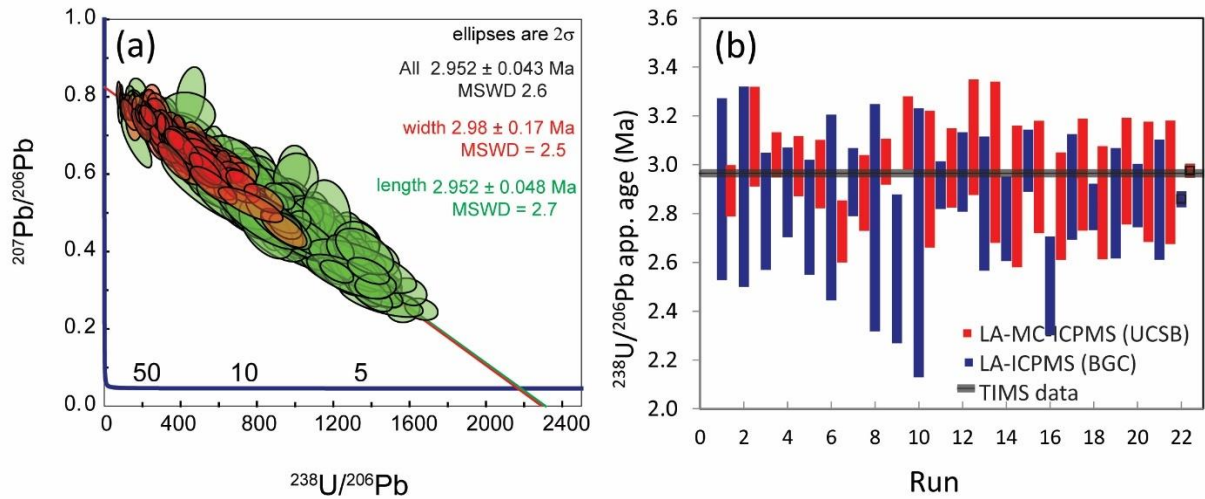 (a)
ellipses are 2σ
All 2.952 ± 0.043 Ma
MSWD 2.6
width 2.98 ± 0.17 Ma
MSWD = 2.5
length 2.952 ± 0.048 Ma
MSWD = 2.7
²⁰⁷Pb/²⁰⁶Pb
1.0
0.8
0.6
0.4
0.2
0.0
50 10 5
0 400 800 1200 1600 2000 2400
²³⁸U/²⁰⁶Pb
(b)
²³⁸U/²⁰⁶Pb app. age (Ma)
3.6
3.4
3.2
3.0
2.8
2.6
2.4
2.2
2.0
LA-MC ICPMS (UCSB)
LA-ICPMS (BGC)
TIMS data
0 2 4 6 8 10 12 14 16 18 20 22
Run